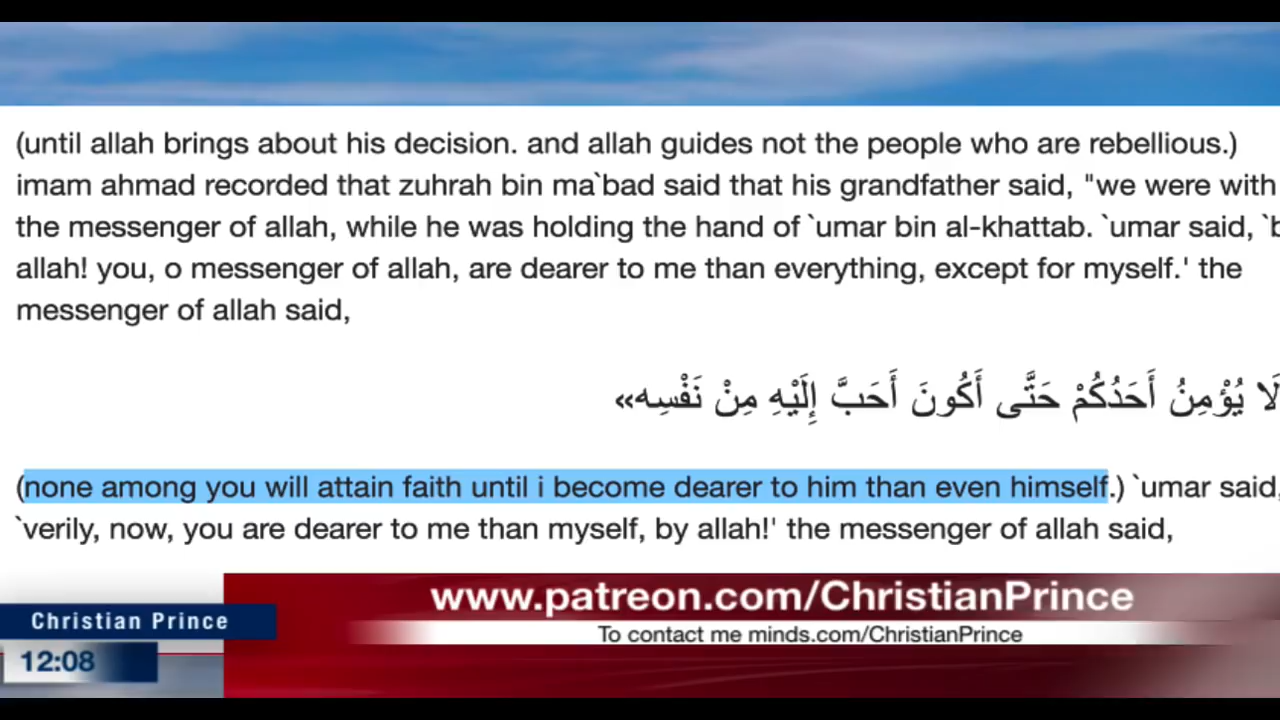 (until allah brings about his decision. and allah guides not the people who are rebellious.)
imam ahmad recorded that zuhrah bin ma`bad said that his grandfather said, "we were with
the messenger of allah, while he was holding the hand of `umar bin al-khattab. `umar said,
allah! you, o messenger of allah, are dearer to me than everything, except for myself.' the
messenger of allah said,
لَا يُؤْمِنُ أَحَدُكُمْ حَتَّى أَكُونَ أَحَبَّ إِلَيْهِ مِنْ نَفْسِه»
(none among you will attain faith until i become dearer to him than even himself.) `umar said,
`verily, now, you are dearer to me than myself, by allah!' the messenger of allah said,
www.patreon.com/ChristianPrince
Christian Prince
To contact me minds.com/ChristianPrince
12:08